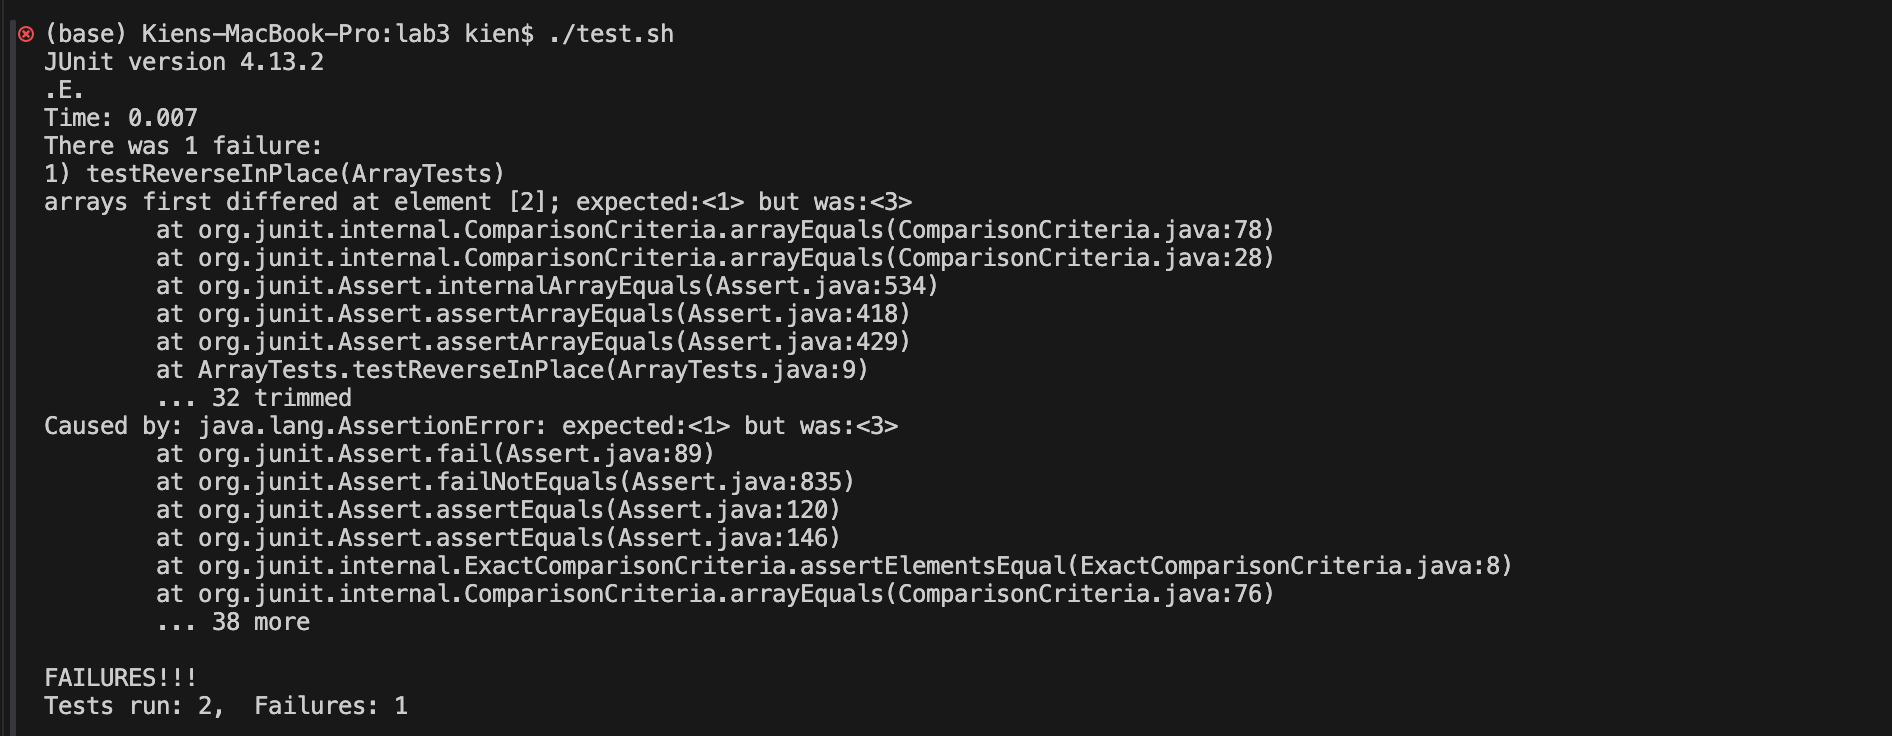 (base) Kiens-MacBook-Pro:lab3 kien$ ./test.sh
JUnit version 4.13.2
.E.
Time: 0.007
There was 1 failure:
1) testReverseInPlace(ArrayTests)
arrays first differed at element [2]; expected:<1> but was:<3>
        at org.junit.internal.ComparisonCriteria.arrayEquals(ComparisonCriteria.java:78)
        at org.junit.internal.ComparisonCriteria.arrayEquals(ComparisonCriteria.java:28)
        at org.junit.Assert.internalArrayEquals(Assert.java:534)
        at org.junit.Assert.assertArrayEquals(Assert.java:418)
        at org.junit.Assert.assertArrayEquals(Assert.java:429)
        at ArrayTests.testReverseInPlace(ArrayTests.java:9)
        ... 32 trimmed
Caused by: java.lang.AssertionError: expected:<1> but was:<3>
        at org.junit.Assert.fail(Assert.java:89)
        at org.junit.Assert.failNotEquals(Assert.java:835)
        at org.junit.Assert.assertEquals(Assert.java:120)
        at org.junit.Assert.assertEquals(Assert.java:146)
        at org.junit.internal.ExactComparisonCriteria.assertElementsEqual(ExactComparisonCriteria.java:8)
        at org.junit.internal.ComparisonCriteria.arrayEquals(ComparisonCriteria.java:76)
        ... 38 more

FAILURES!!!
Tests run: 2,  Failures: 1